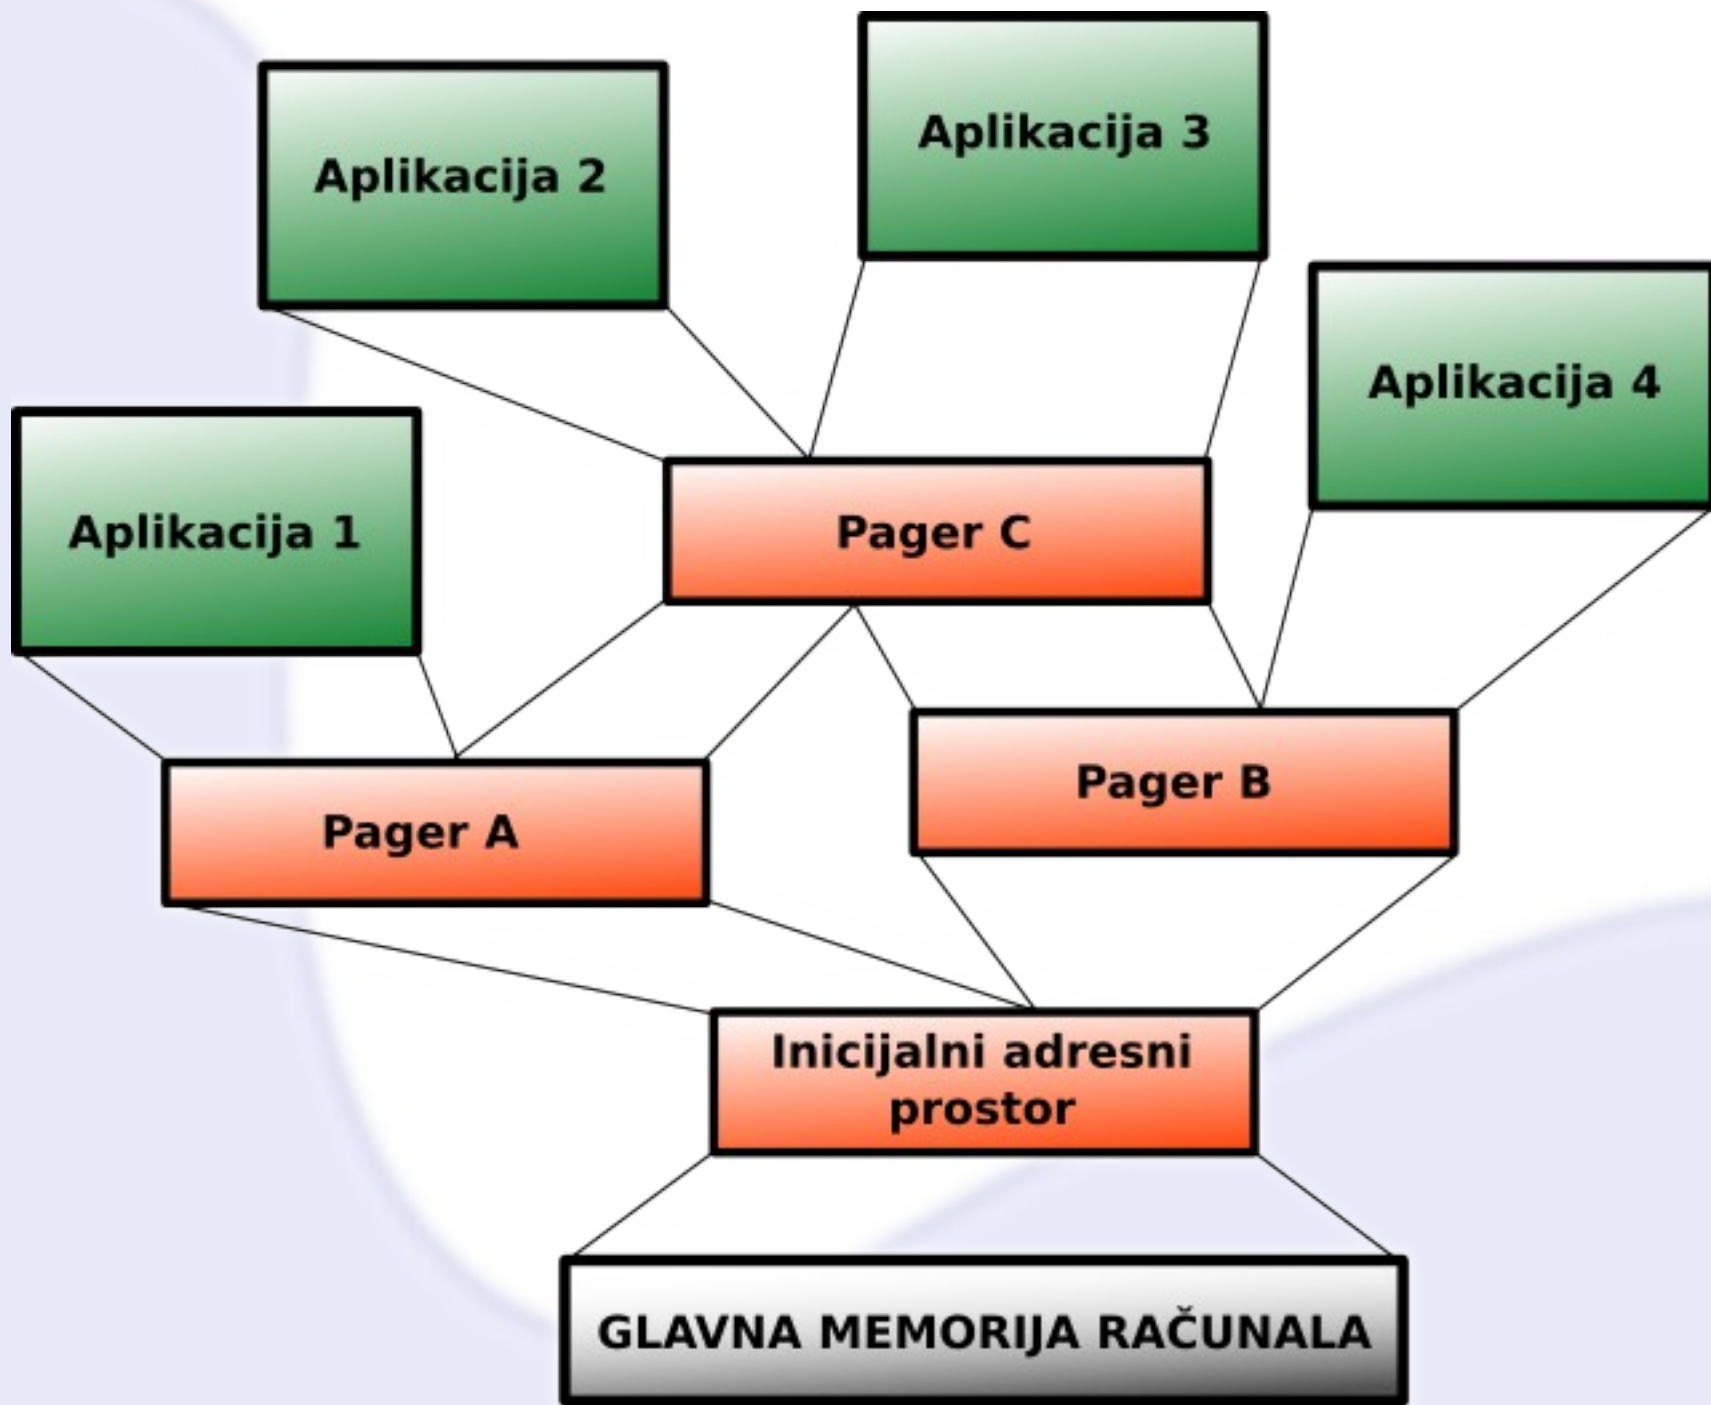 Aplikacija 3
Aplikacija 2
Aplikacija 4
Aplikacija 1
Pager C
Pager B
Pager A
Inicijalni adresni
prostor
GLAVNA MEMORIJA RAČUNALA